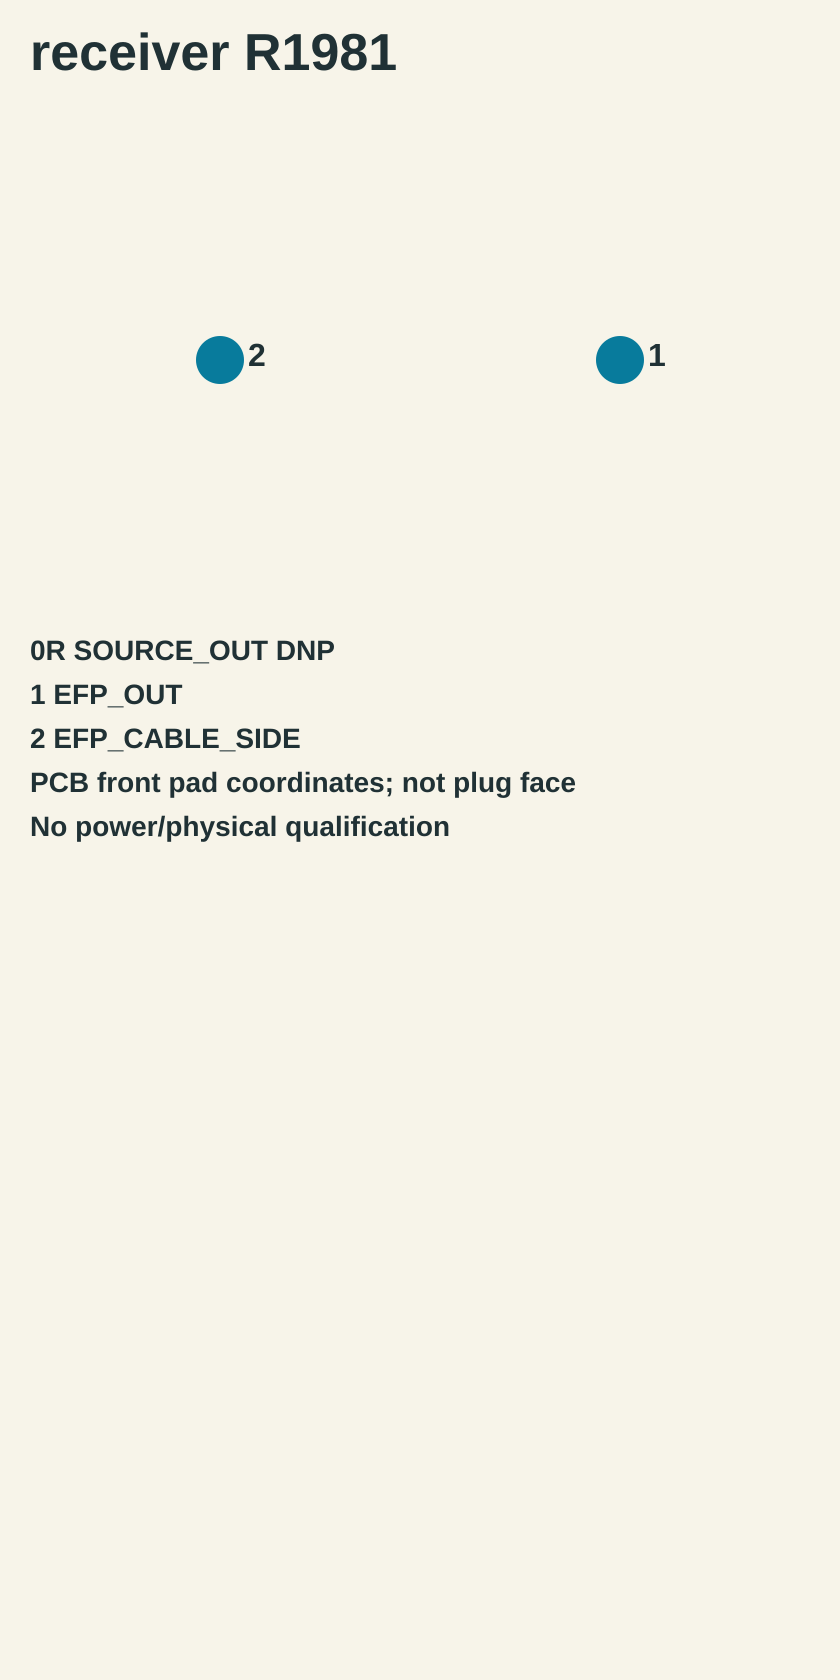 receiver R1981
2
1
0R SOURCE_OUT DNP
1 EFP_OUT
2 EFP_CABLE_SIDE
PCB front pad coordinates; not plug face
No power/physical qualification